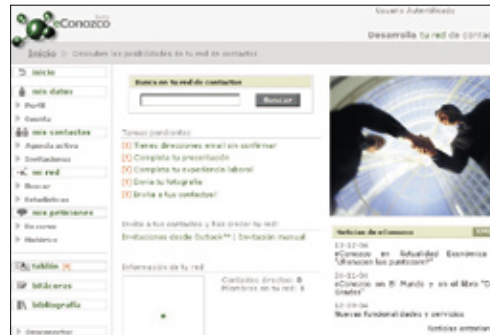 eConozco
Usuario Autentificado
Desarrolla tu red de contac
Inicio > Descubre las posibilidades de tu red de contactos
inicio
mis datos
Perfil
Cuenta
mis contactos
Agenda activa
Invitaciones
mi red
Buscar
Estadísticas
mis peticiones
En curso
Histórico
tablón
bitácoras
bibliografía
Desconectar
Busca en tu red de contactos
Buscar
Tareas pendientes
[!] Tienes direcciones email sin confirmar
[!] Completa tu presentación
[!] Completa tu experiencia laboral
[!] Envía tu fotografía
[!] Invita a tus contactos!
Invita a tus contactos y haz crecer tu red!
Invitaciones desde Outlook™ | Invitación manual
Información de tu red
Contactos directos: 0
Miembros en tu red: 1
Noticias de eConozco
eConozco en Actualidad Económica
eConozco en El Mundo y en el libro
Grados"
Nuevas funcionalidades y servicios
Noticias anterior